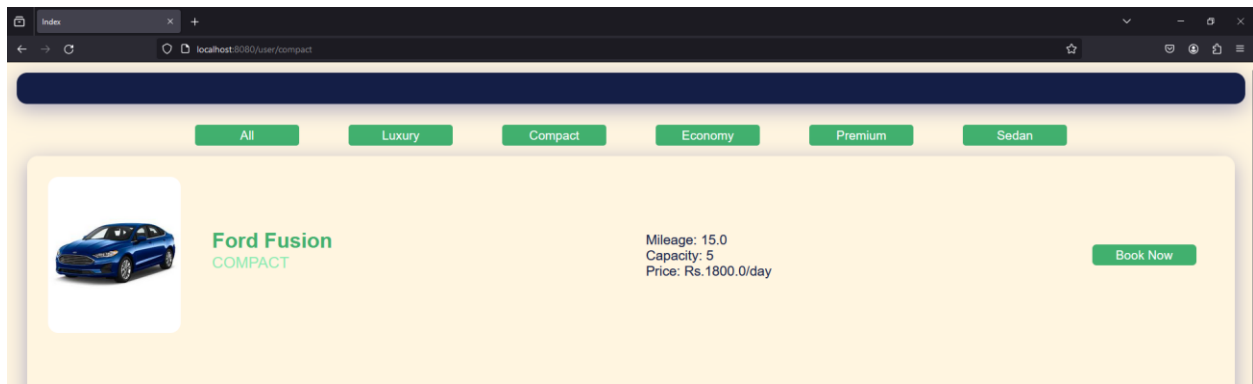 Index
localhost:8080/user/compact
All Luxury Compact Economy Premium Sedan
Ford Fusion
COMPACT
Mileage: 15.0
Capacity: 5
Price: Rs.1800.0/day
Book Now